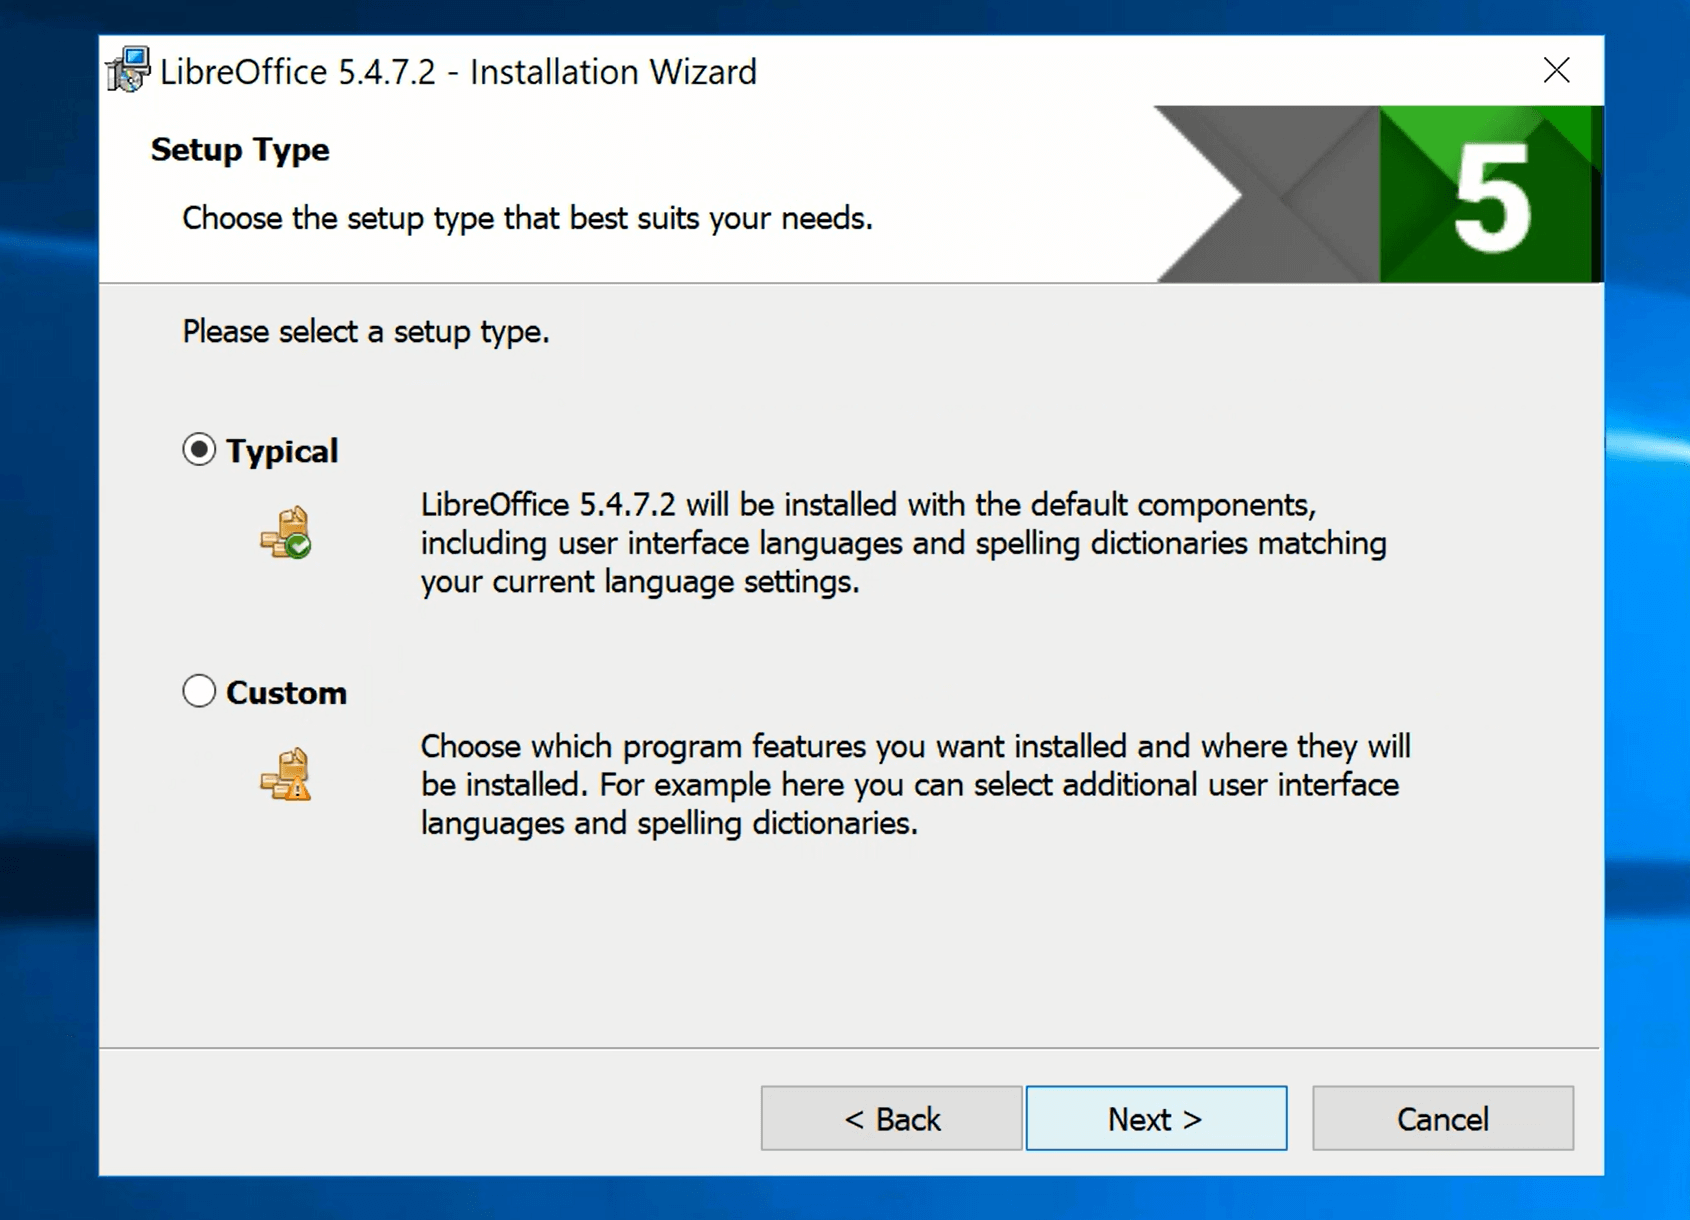 LibreOffice 5.4.7.2 - Installation Wizard
Setup Type
Choose the setup type that best suits your needs.
5
Please select a setup type.
Typical
LibreOffice 5.4.7.2 will be installed with the default components,
including user interface languages and spelling dictionaries matching
your current language settings.
Custom
Choose which program features you want installed and where they will
be installed. For example here you can select additional user interface
languages and spelling dictionaries.
< Back
Next >
Cancel